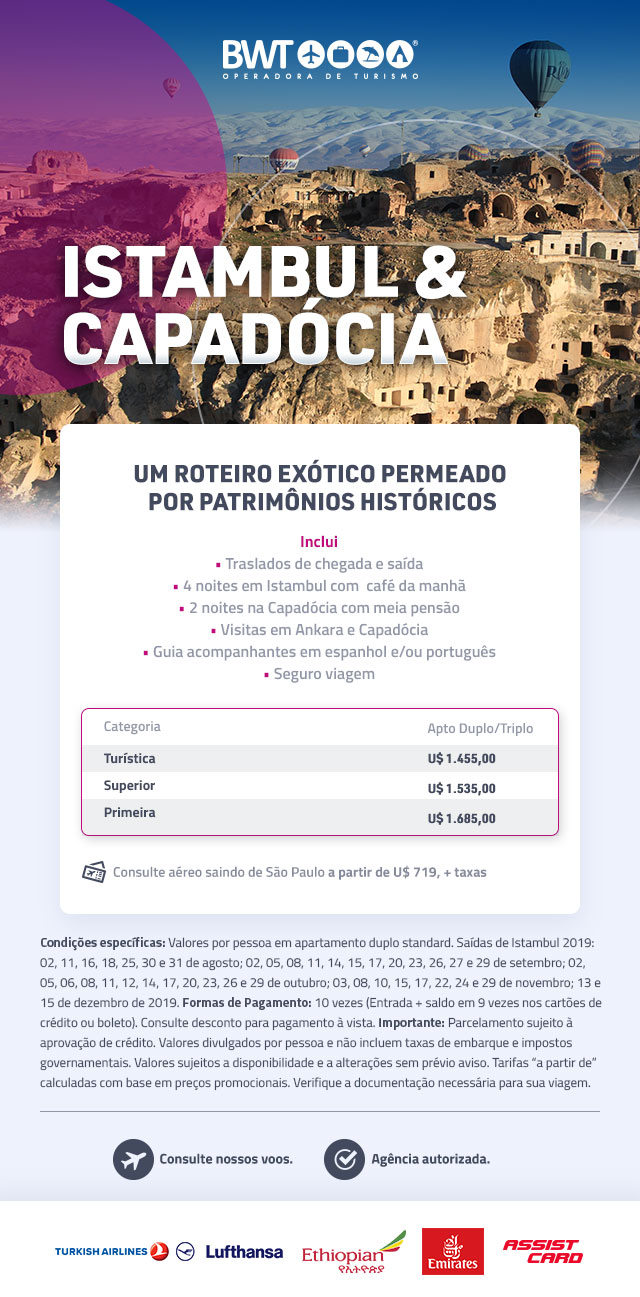 BWT
OPERADORA DE TURISMO
ISTAMBUL &
CAPADÓCIA
UM ROTEIRO EXÓTICO PERMEADO
POR PATRIMÔNIOS HISTÓRICOS
Inclui
▪ Traslados de chegada e saída
▪ 4 noites em Istambul com café da manhã
▪ 2 noites na Capadócia com meia pensão
▪ Visitas em Ankara e Capadócia
▪ Guia acompanhantes em espanhol e/ou português
▪ Seguro viagem
Categoria Apto Duplo/Triplo
Turística U$ 1.455,00
Superior U$ 1.535,00
Primeira U$ 1.685,00
Consulte aéreo saindo de São Paulo a partir de U$ 719, + taxas
Condições específicas: Valores por pessoa em apartamento duplo standard. Saídas de Istambul 2019:
02, 11, 16, 18, 25, 30 e 31 de agosto; 02, 05, 08, 11, 14, 15, 17, 20, 23, 26, 27 e 29 de setembro; 02,
05, 06, 08, 11, 12, 14, 17, 20, 23, 26 e 29 de outubro; 03, 08, 10, 15, 17, 22, 24 e 29 de novembro; 13 e
15 de dezembro de 2019. Formas de Pagamento: 10 vezes (Entrada + saldo em 9 vezes nos cartões de
crédito ou boleto). Consulte desconto para pagamento à vista. Importante: Parcelamento sujeito à
aprovação de crédito. Valores divulgados por pessoa e não incluem taxas de embarque e impostos
governamentais. Valores sujeitos a disponibilidade e a alterações sem prévio aviso. Tarifas “a partir de”
calculadas com base em preços promocionais. Verifique a documentação necessária para sua viagem.
Consulte nossos voos. Agência autorizada.
TURKISH AIRLINES Lufthansa Ethiopian Emirates ASSIST CARD
የኢትዮጵያ